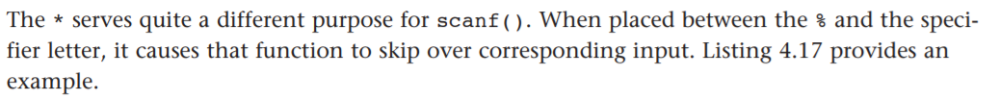 The * serves quite a different purpose for scanf(). When placed between the % and the speci-
fier letter, it causes that function to skip over corresponding input. Listing 4.17 provides an
example.